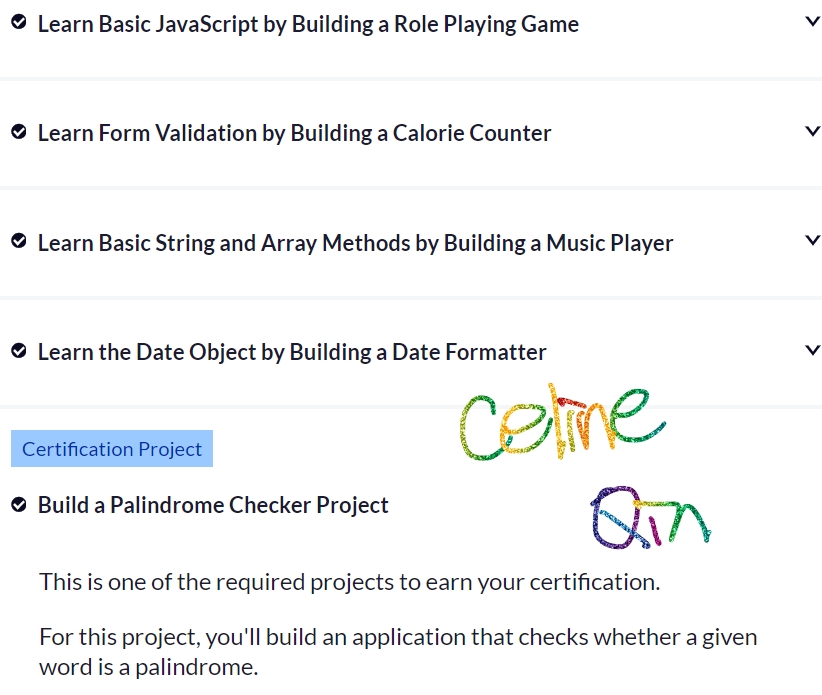 Learn Basic JavaScript by Building a Role Playing Game
Learn Form Validation by Building a Calorie Counter
Learn Basic String and Array Methods by Building a Music Player
Learn the Date Object by Building a Date Formatter
Celine
Certification Project
Qin
Build a Palindrome Checker Project
This is one of the required projects to earn your certification.
For this project, you'll build an application that checks whether a given
word is a palindrome.